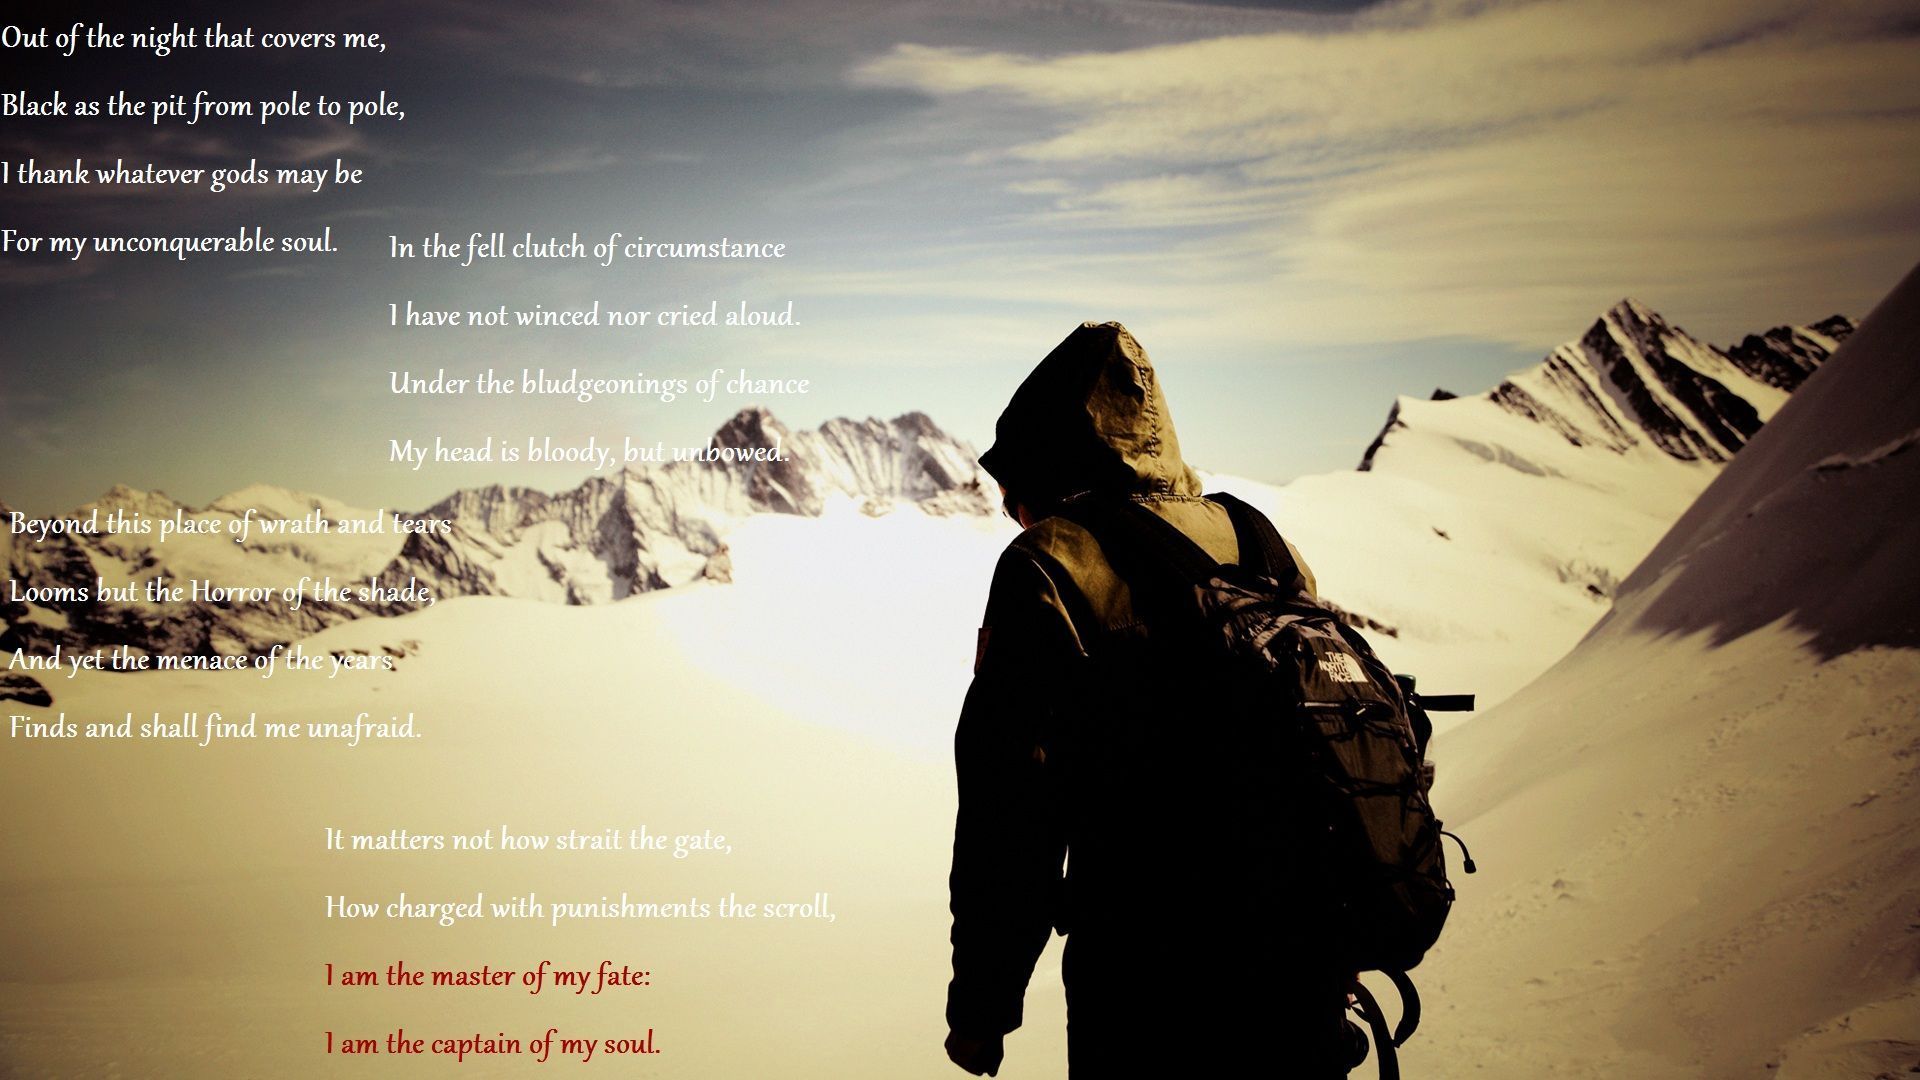 Out of the night that covers me,
Black as the pit from pole to pole,
I thank whatever gods may be
For my unconquerable soul.
In the fell clutch of circumstance
I have not winced nor cried aloud.
Under the bludgeonings of chance
My head is bloody, but unbowed.
Beyond this place of wrath and tears
Looms but the Horror of the shade,
And yet the menace of the years
Finds and shall find me unafraid.
It matters not how strait the gate,
How charged with punishments the scroll,
I am the master of my fate:
I am the captain of my soul.
THE
NORTH
FACE